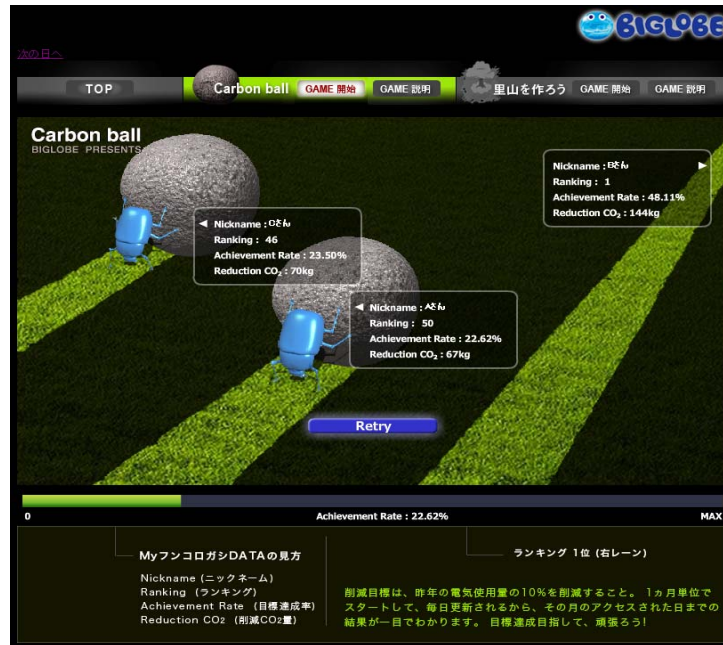 BIGLOBE
次の日へ
TOP
Carbon ball GAME 開始 GAME 説明
里山を作ろう GAME 開始 GAME 説明
Carbon ball
BIGLOBE PRESENTS
Nickname : Bさん
Ranking : 1
Achievement Rate : 48.11%
Reduction CO₂ : 144kg
Nickname : Cさん
Ranking : 46
Achievement Rate : 23.50%
Reduction CO₂ : 70kg
Nickname : Aさん
Ranking : 50
Achievement Rate : 22.62%
Reduction CO₂ : 67kg
Retry
0 Achievement Rate : 22.62% MAX
MyフンコロガシDATAの見方
Nickname (ニックネーム)
Ranking (ランキング)
Achievement Rate (目標達成率)
Reduction CO2 (削減CO2量)
ランキング 1位 (右レーン)
削減目標は、昨年の電気使用量の10%を削減すること。 1ヵ月単位で
スタートして、毎日更新されるから、その月のアクセスされた日までの
結果が一目でわかります。 目標達成目指して、頑張ろう!